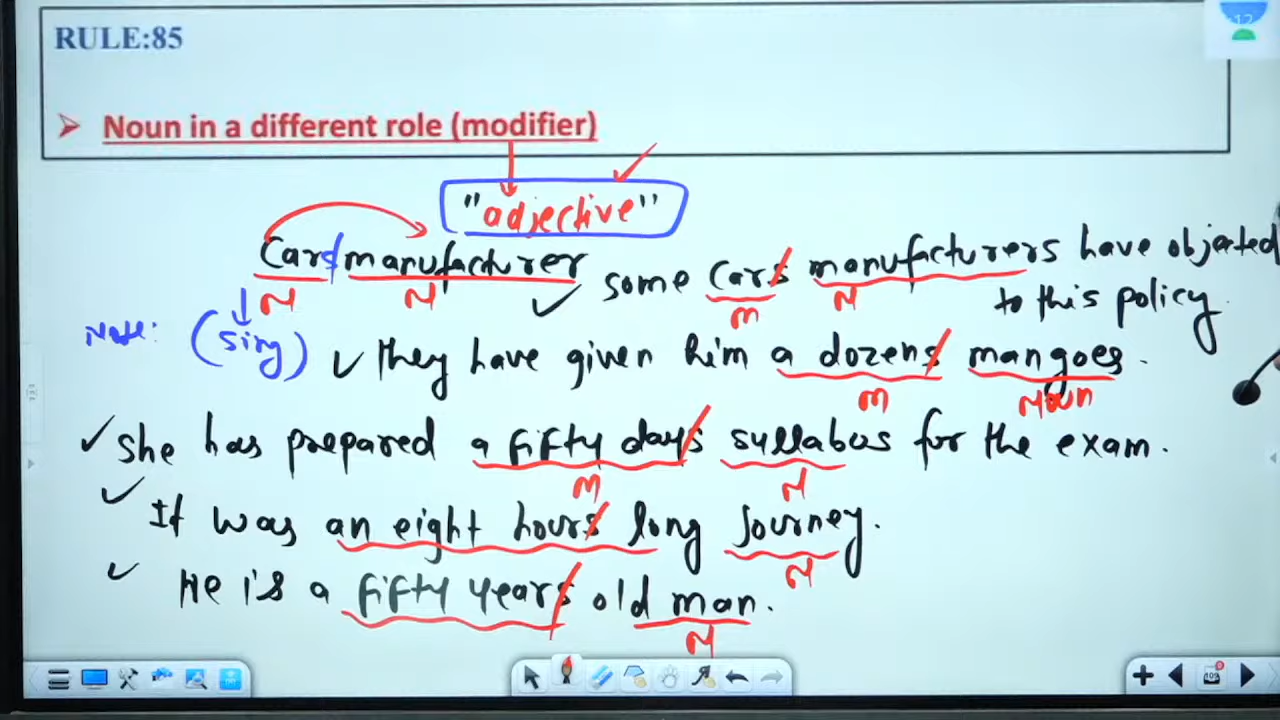 12
RULE:85
➤ Noun in a different role (modifier)
"adjective"
Cars manufacturer
N N
some Cars manufacturers have objected
M N
to this policy
Note: (sing)
they have given him a dozens mangoes.
M Noun
She has prepared a fifty days syllabus for the exam.
M N
It was an eight hours long journey.
N
He is a fifty years old man.
N